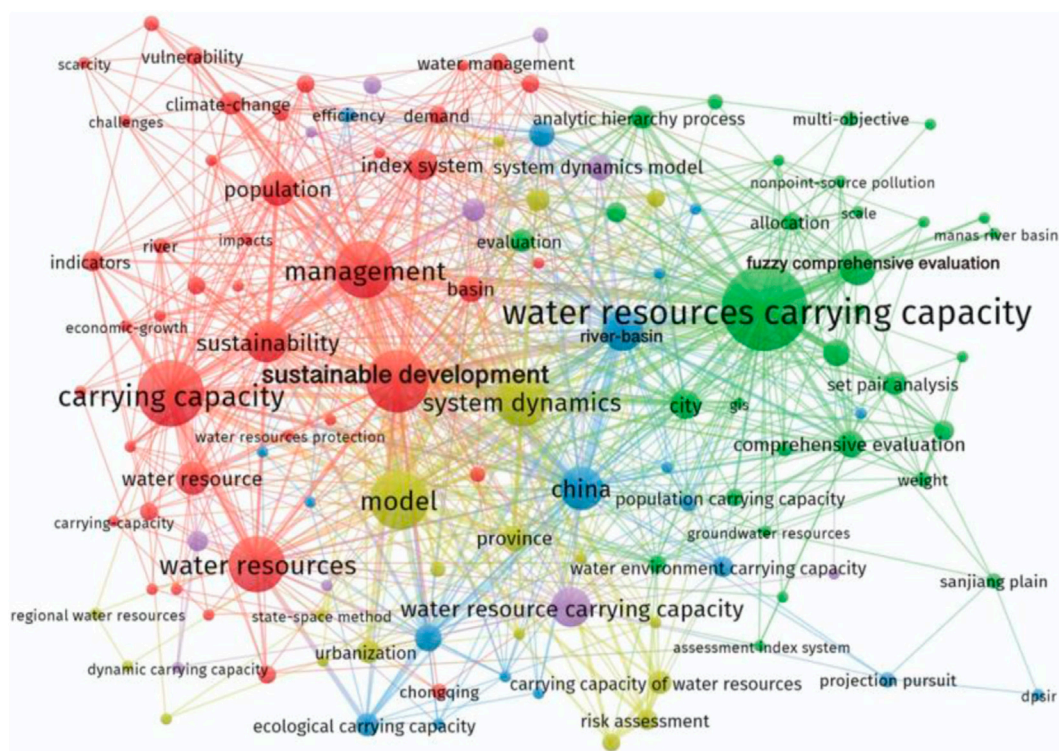 vulnerability
scarcity
water management
climate-change
efficiency
demand
challenges
analytic hierarchy process
multi-objective
index system
system dynamics model
population
nonpoint-source pollution
scale
allocation
manas river basin
river
impacts
evaluation
indicators
management
fuzzy comprehensive evaluation
basin
water resources carrying capacity
economic-growth
sustainability
river-basin
sustainable development
carrying capacity
system dynamics
city
gis
set pair analysis
water resources protection
comprehensive evaluation
water resource
weight
model
china
population carrying capacity
carrying-capacity
groundwater resources
province
water resources
water environment carrying capacity
sanjiang plain
regional water resources
state-space method
water resource carrying capacity
urbanization
assessment index system
dynamic carrying capacity
chongqing
carrying capacity of water resources
projection pursuit
dpsir
ecological carrying capacity
risk assessment